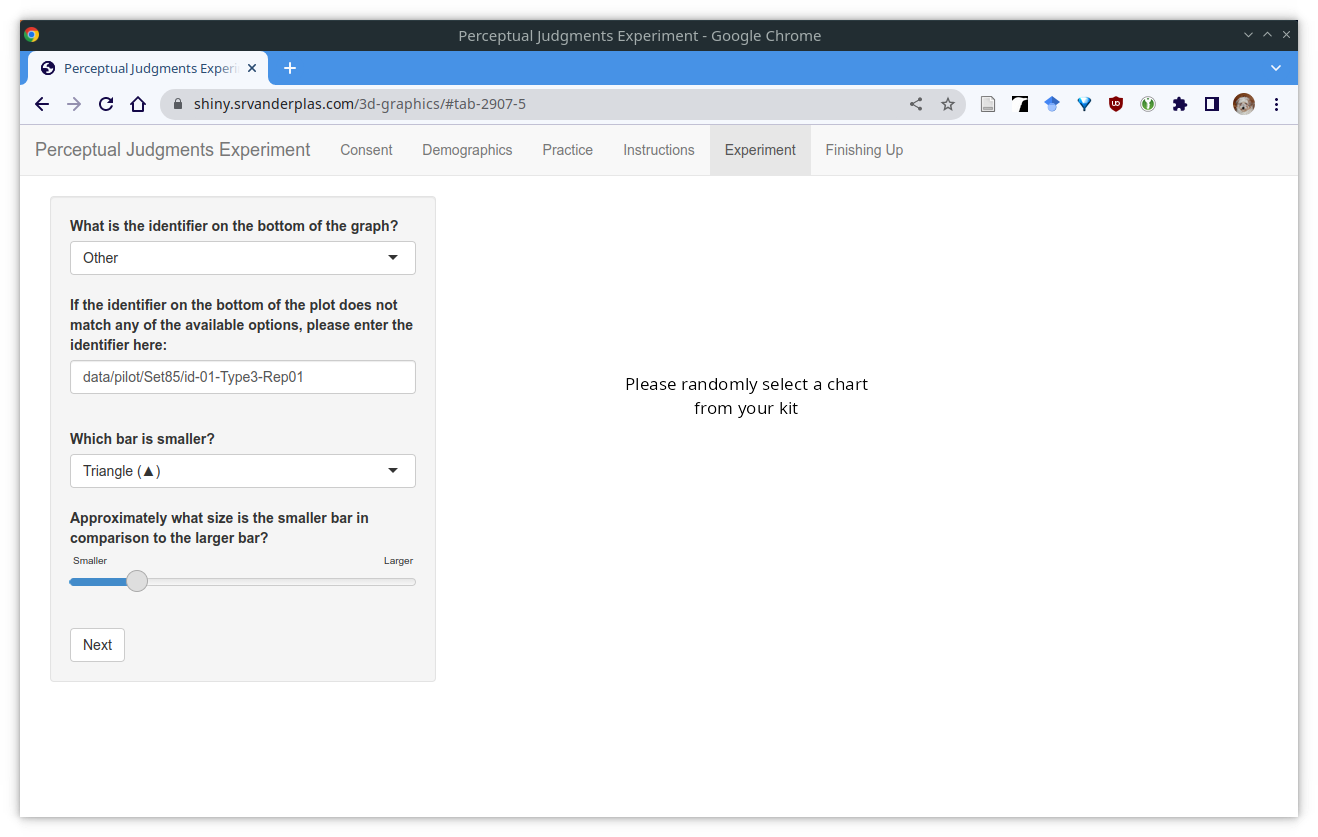 Perceptual Judgments Experiment - Google Chrome
Perceptual Judgments Experi
shiny.srvanderplas.com/3d-graphics/#tab-2907-5
Perceptual Judgments Experiment Consent Demographics Practice Instructions Experiment Finishing Up
What is the identifier on the bottom of the graph?
Other
If the identifier on the bottom of the plot does not
match any of the available options, please enter the
identifier here:
data/pilot/Set85/id-01-Type3-Rep01
Which bar is smaller?
Triangle (▲)
Approximately what size is the smaller bar in
comparison to the larger bar?
Smaller Larger
Next
Please randomly select a chart
from your kit